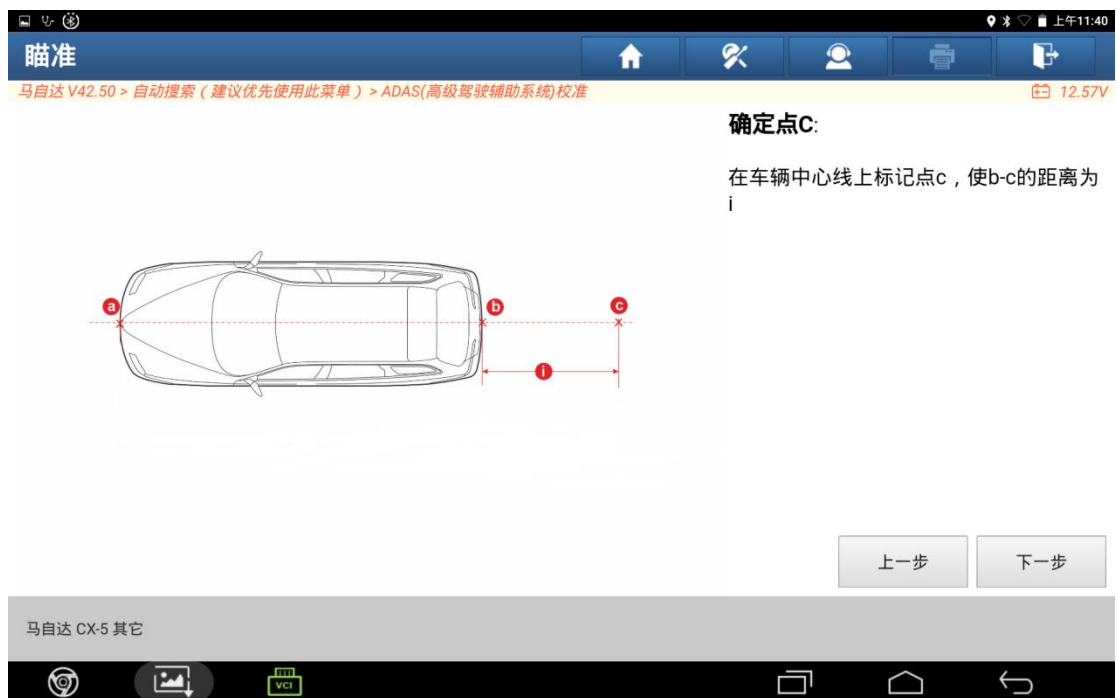 上午11:40
瞄准
马自达 V42.50 > 自动搜索 ( 建议优先使用此菜单 ) > ADAS(高级驾驶辅助系统)校准
12.57V
确定点C:
在车辆中心线上标记点c，使b-c的距离为
i
a
b
c
i
上一步
下一步
马自达 CX-5 其它
VCI